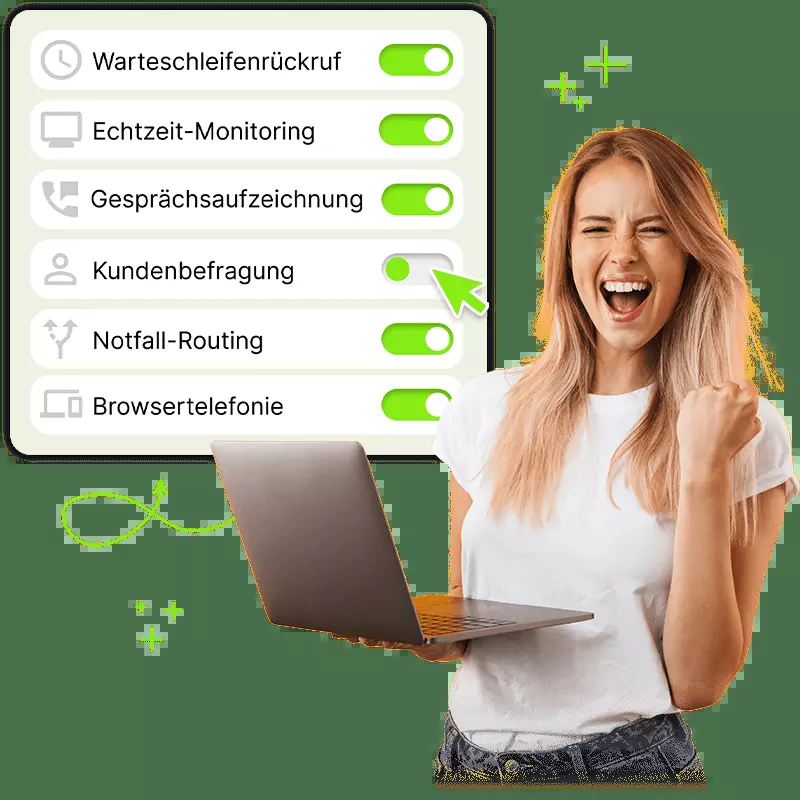 Warteschleifenrückruf
Echtzeit-Monitoring
Gesprächsaufzeichnung
Kundenbefragung
Notfall-Routing
Browsertelefonie